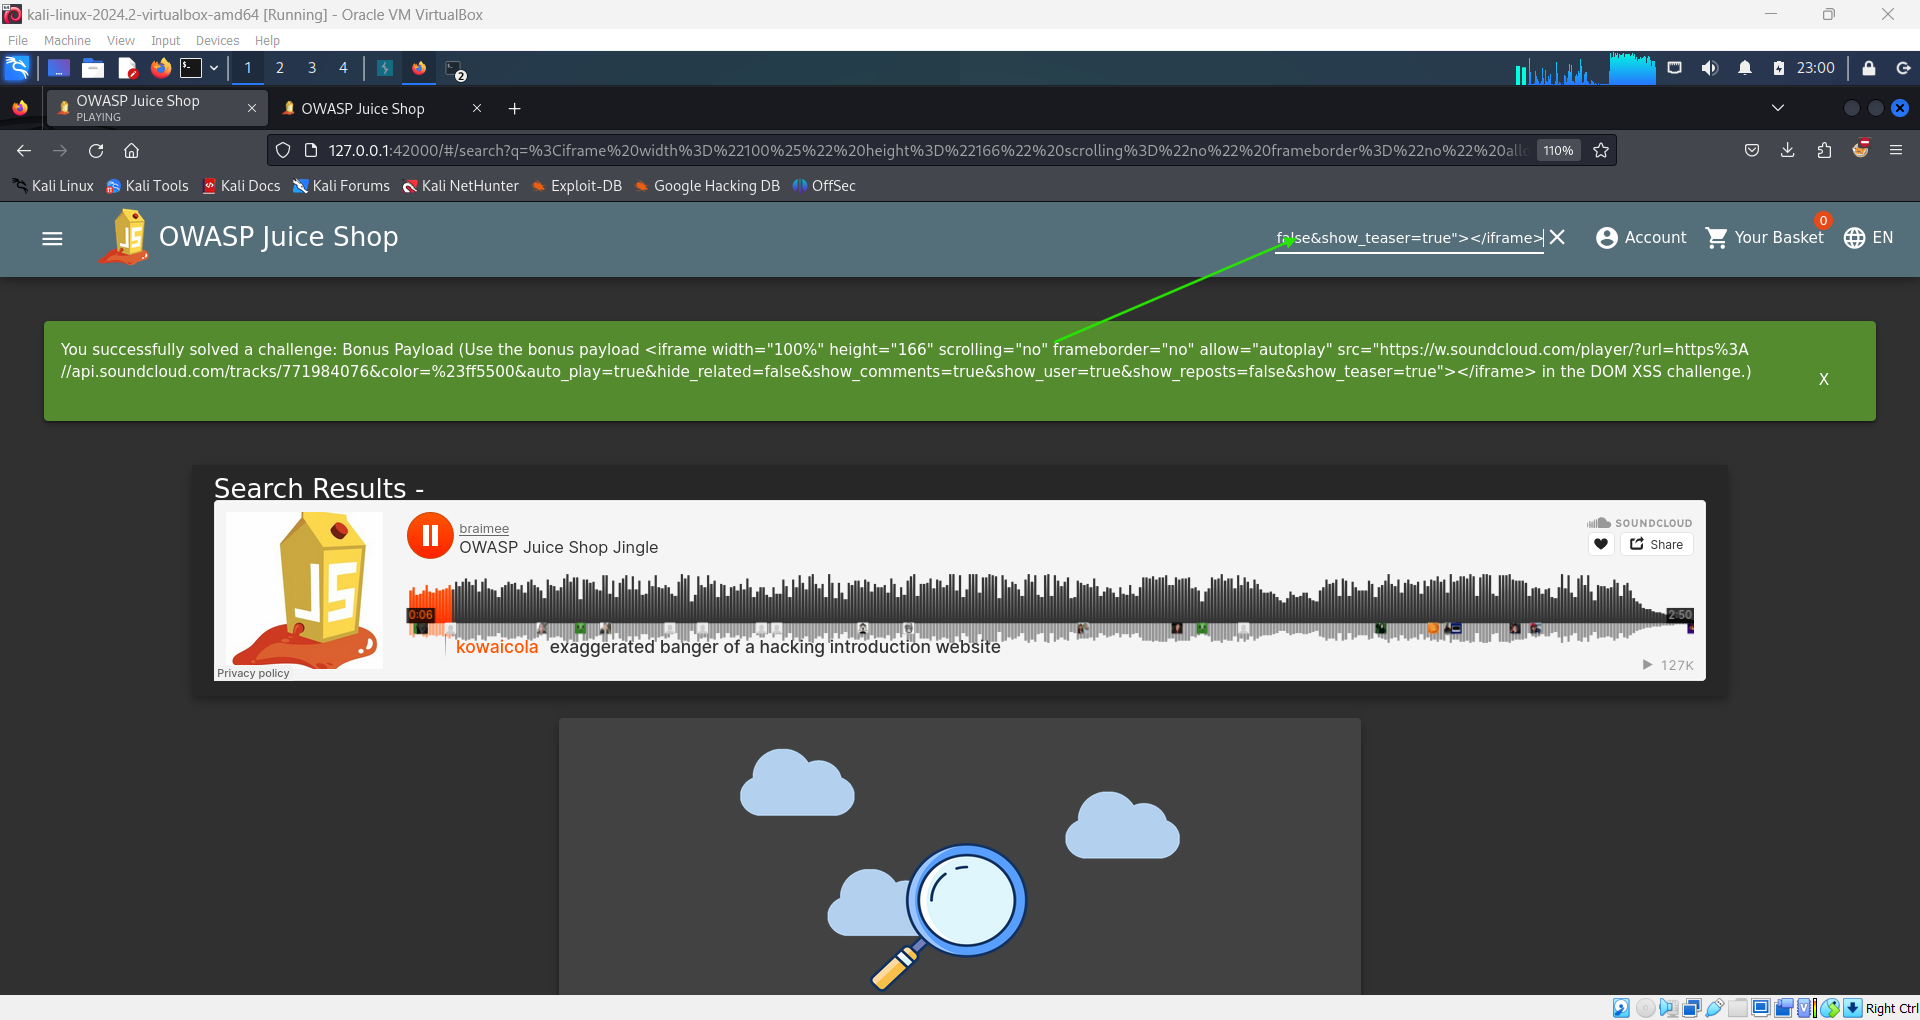 kali-linux-2024.2-virtualbox-amd64 [Running] - Oracle VM VirtualBox
File Machine View Input Devices Help
1 2 3 4 2 23:00
OWASP Juice Shop
PLAYING
OWASP Juice Shop
127.0.0.1:42000/#/search?q=%3Ciframe%20width%3D%22100%25%22%20height%3D%22166%22%20scrolling%3D%22no%22%20frameborder%3D%22no%22%20allo 110%
Kali Linux Kali Tools Kali Docs Kali Forums Kali NetHunter Exploit-DB Google Hacking DB OffSec
JS OWASP Juice Shop false&show_teaser=true"></iframe> Account Your Basket 0 EN
You successfully solved a challenge: Bonus Payload (Use the bonus payload <iframe width="100%" height="166" scrolling="no" frameborder="no" allow="autoplay" src="https://w.soundcloud.com/player/?url=https%3A
//api.soundcloud.com/tracks/771984076&color=%23ff5500&auto_play=true&hide_related=false&show_comments=true&show_user=true&show_reposts=false&show_teaser=true"></iframe> in the DOM XSS challenge.)
X
Search Results -
JS
braimee
OWASP Juice Shop Jingle
SOUNDCLOUD
Share
0:06
2:50
kowaicola exaggerated banger of a hacking introduction website
127K
Privacy policy
Right Ctrl